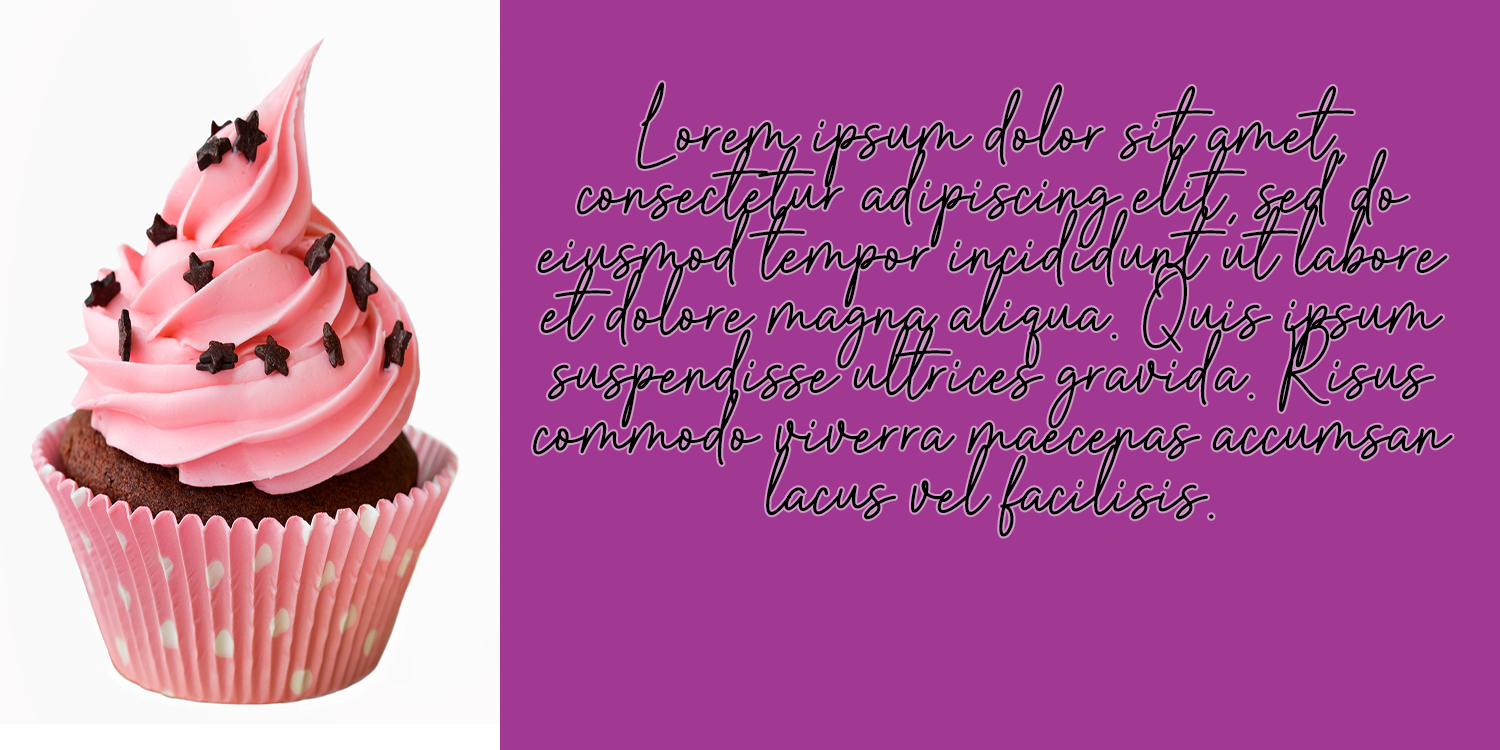 Lorem ipsum dolor sit amet,
consectetur adipiscing elit, sed do
eiusmod tempor incididunt ut labore
et dolore magna aliqua. Quis ipsum
suspendisse ultrices gravida. Risus
commodo viverra maecenas accumsan
lacus vel facilisis.